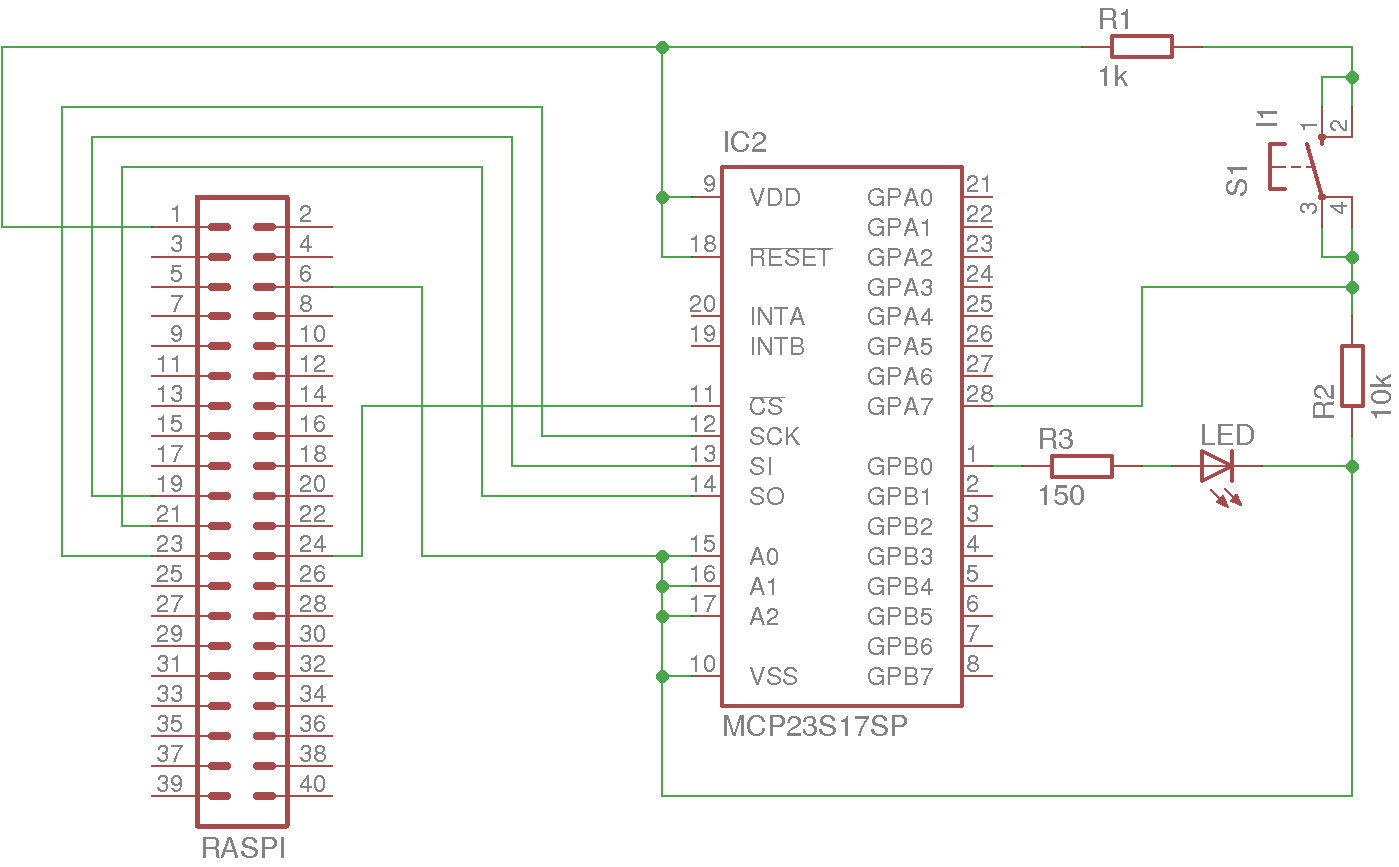 R1
1k
I1
S1
1
2
3
4
IC2
9 VDD GPA0 21
GPA1 22
18 RESET GPA2 23
GPA3 24
20 INTA GPA4 25
19 INTB GPA5 26
GPA6 27
11 CS GPA7 28
12 SCK
13 SI GPB0 1
14 SO GPB1 2
GPB2 3
15 A0 GPB3 4
16 A1 GPB4 5
17 A2 GPB5 6
GPB6 7
10 VSS GPB7 8
MCP23S17SP
R2
10k
R3
150
LED
1 2
3 4
5 6
7 8
9 10
11 12
13 14
15 16
17 18
19 20
21 22
23 24
25 26
27 28
29 30
31 32
33 34
35 36
37 38
39 40
RASPI